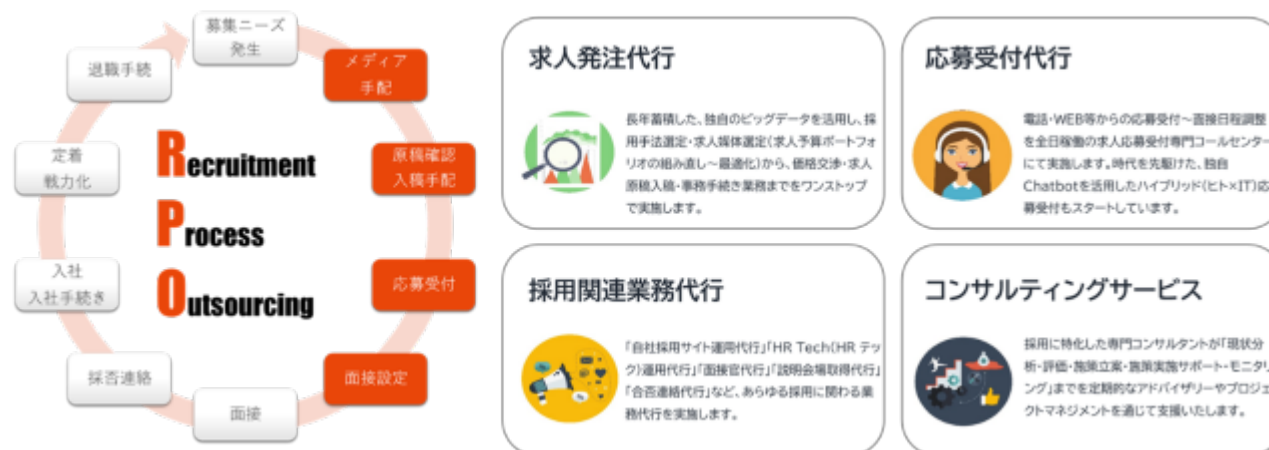 募集ニーズ
発生
メディア
手配
原稿確認
入稿手配
応募受付
面接設定
面接
採否連絡
入社
入社手続き
定着
戦力化
退職手続
Recruitment
Process
Outsourcing
求人発注代行
長年蓄積した、独自のビッグデータを活用し、採
用手法選定・求人媒体選定(求人予算ポートフォ
リオの組み直し～最適化)から、価格交渉・求人
原稿入稿・事務手続き業務までをワンストップ
で実施します。
応募受付代行
電話・WEB等からの応募受付～面接日程調整
を全日稼働の求人応募受付専門コールセンター
にて実施します。時代を先駆けた、独自
Chatbotを活用したハイブリッド(ヒト×IT)応
募受付もスタートしています。
採用関連業務代行
「自社採用サイト運用代行」「HR Tech(HR テッ
ク)運用代行」「面接官代行」「説明会場取得代行」
「合否連絡代行」など、あらゆる採用に関わる業
務代行を実施します。
コンサルティングサービス
採用に特化した専門コンサルタントが「現状分
析・評価・施策立案・施策実施サポート・モニタリ
ング」までを定期的なアドバイザリーやプロジェ
クトマネジメントを通じて支援いたします。